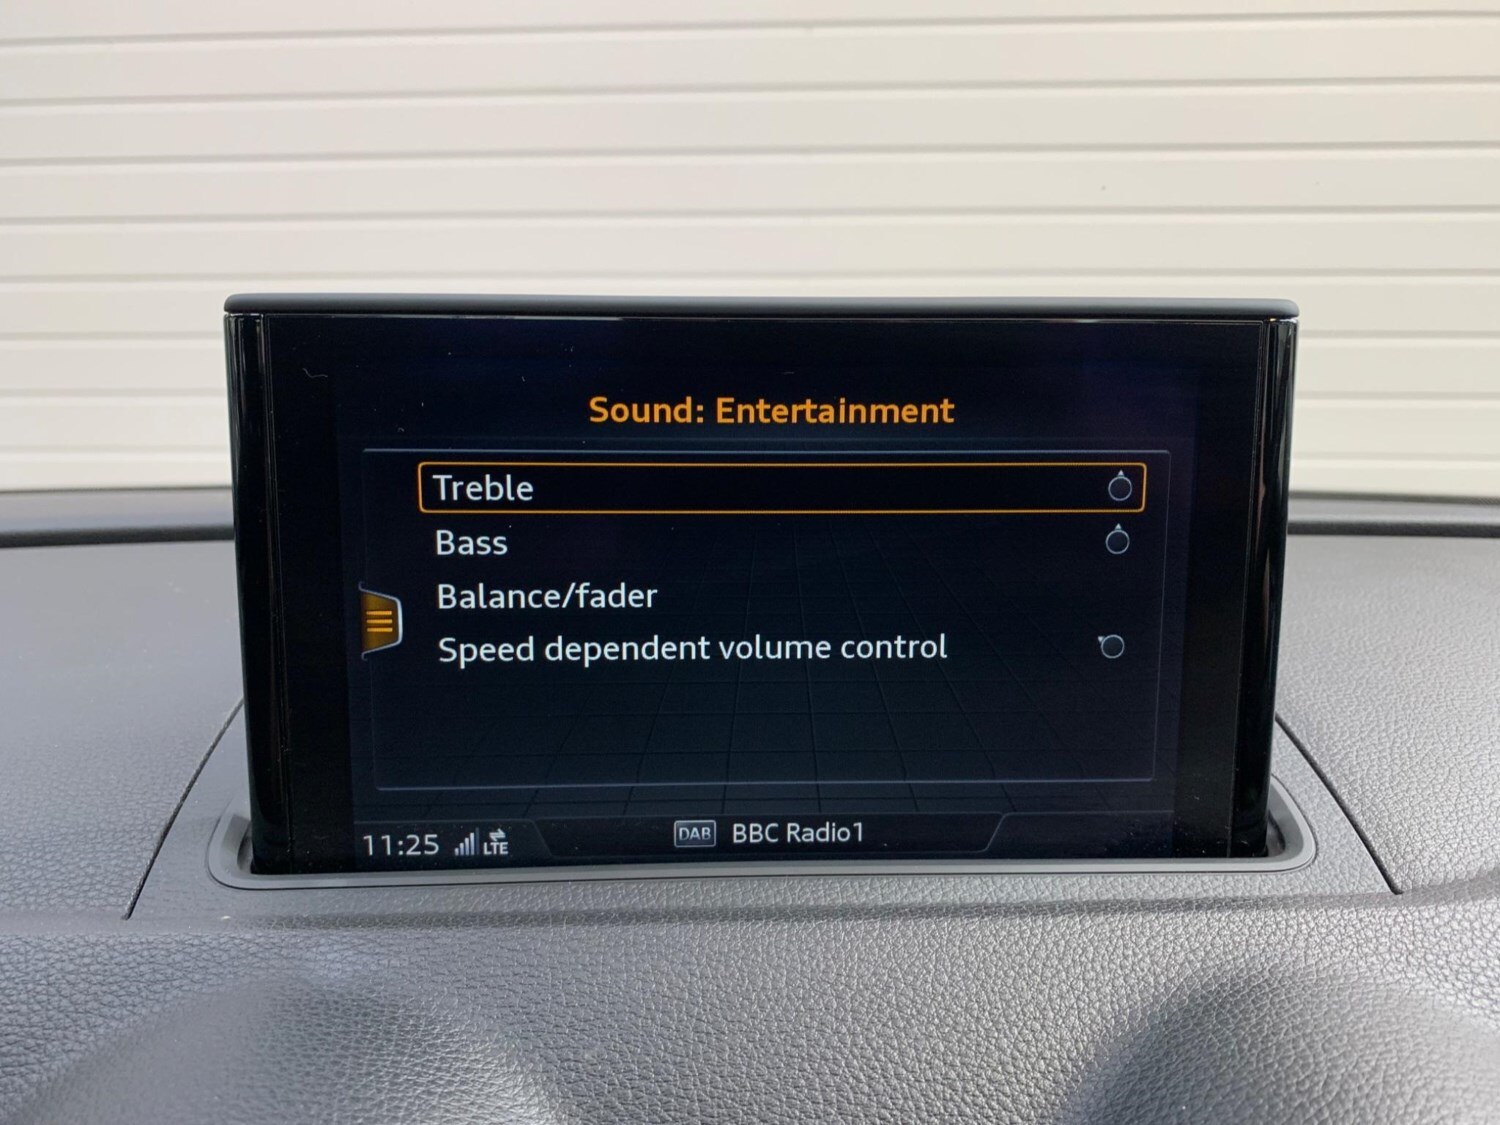 Sound: Entertainment
Treble
Bass
Balance/fader
Speed dependent volume control
11:25 LTE DAB BBC Radio1